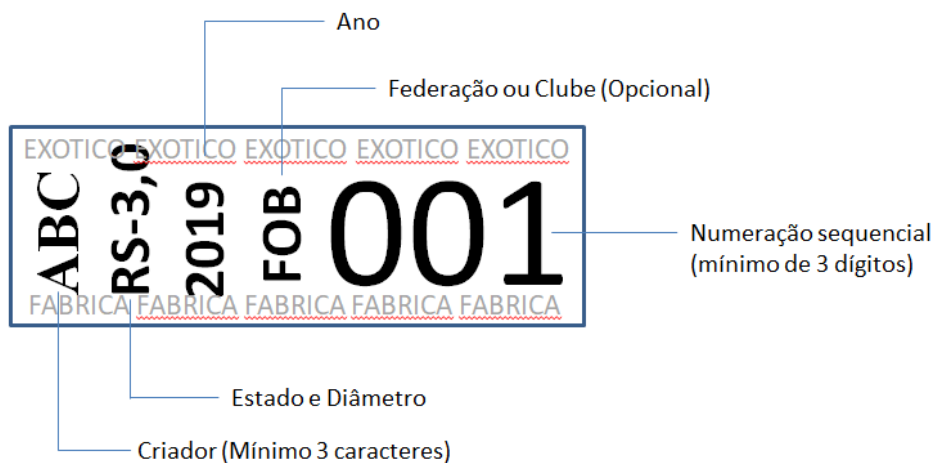 Ano
Federação ou Clube (Opcional)
EXOTICO EXOTICO EXOTICO EXOTICO EXOTICO
ABC
RS-3,0
2019
FOB
001
Numeração sequencial
(mínimo de 3 dígitos)
FABRICA FABRICA FABRICA FABRICA FABRICA
Estado e Diâmetro
Criador (Mínimo 3 caracteres)